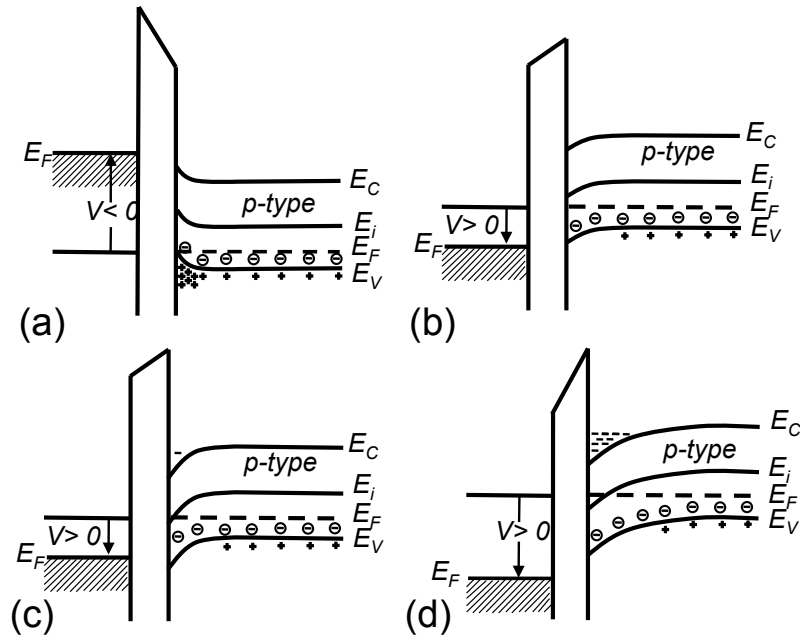 E_F
V< 0
E_C
p-type
E_i
E_F
E_V
(a)
E_C
p-type
E_i
E_F
V> 0
E_V
E_F
(b)
E_C
p-type
E_i
E_F
V> 0
E_V
E_F
(c)
E_C
p-type
E_i
E_F
V> 0
E_V
E_F
(d)